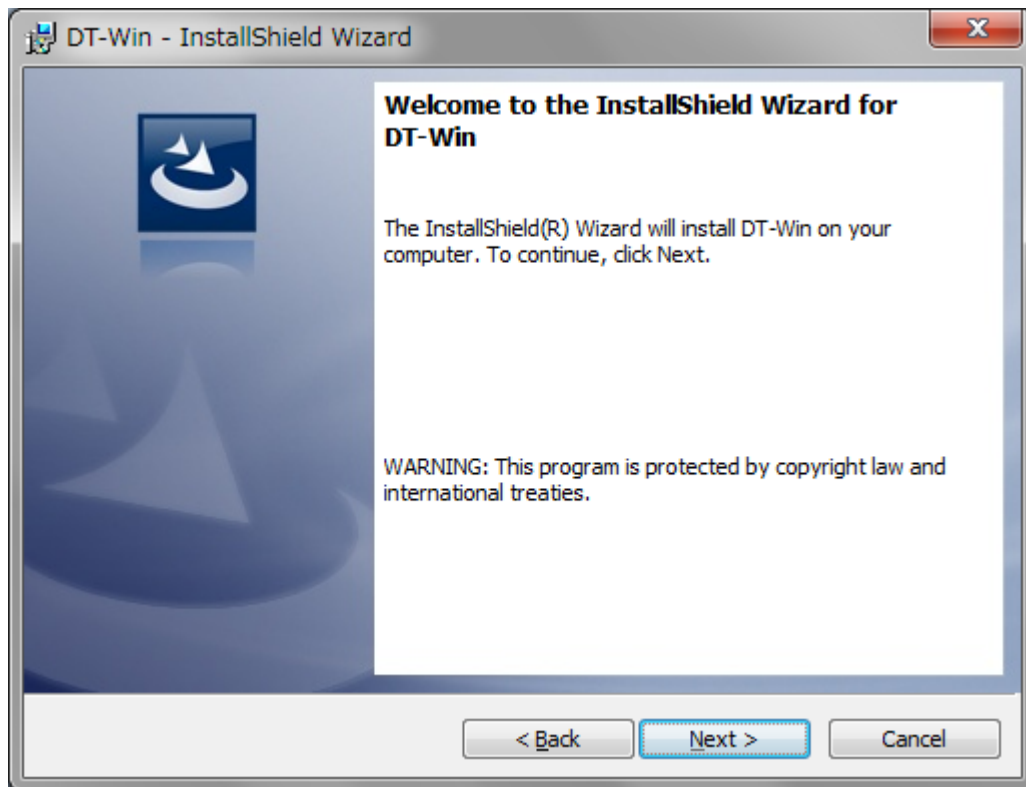 DT-Win - InstallShield Wizard
Welcome to the InstallShield Wizard for
DT-Win
The InstallShield(R) Wizard will install DT-Win on your
computer. To continue, click Next.
WARNING: This program is protected by copyright law and
international treaties.
< Back
Next >
Cancel